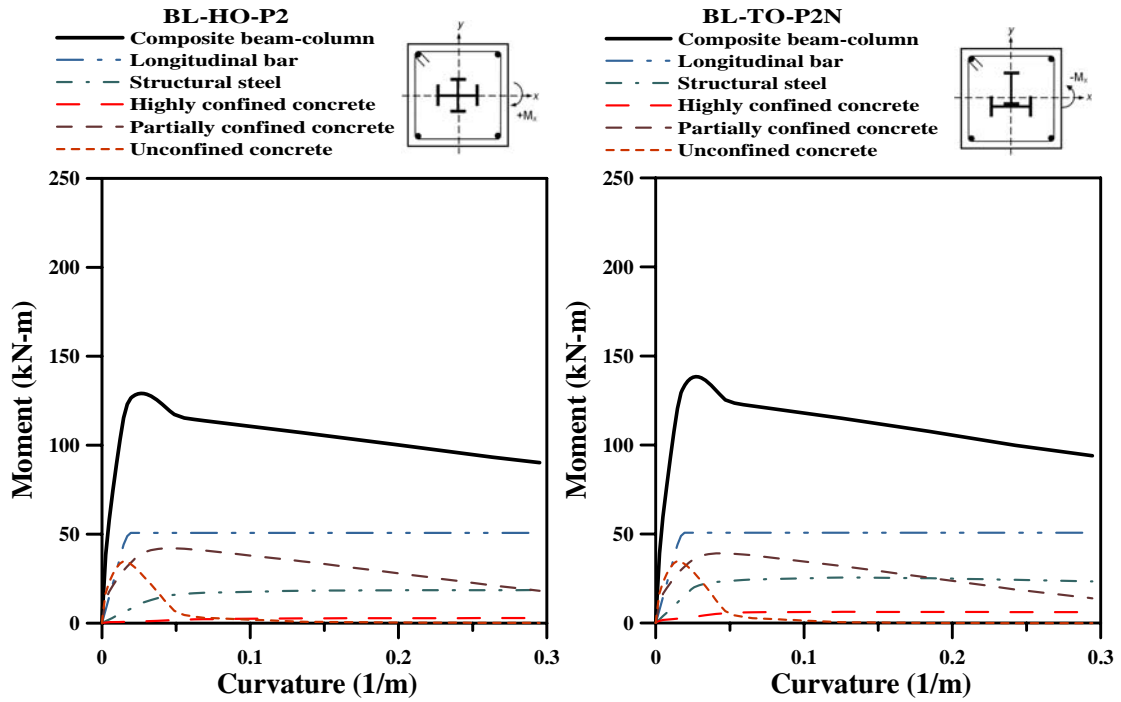 BL-HO-P2
Composite beam-column
Longitudinal bar
Structural steel
Highly confined concrete
Partially confined concrete
Unconfined concrete
y
x
+Mx
250
200
150
100
50
0
Moment (kN-m)
0
0.1
0.2
0.3
Curvature (1/m)
BL-TO-P2N
Composite beam-column
Longitudinal bar
Structural steel
Highly confined concrete
Partially confined concrete
Unconfined concrete
y
-Mx
x
250
200
150
100
50
0
Moment (kN-m)
0
0.1
0.2
0.3
Curvature (1/m)